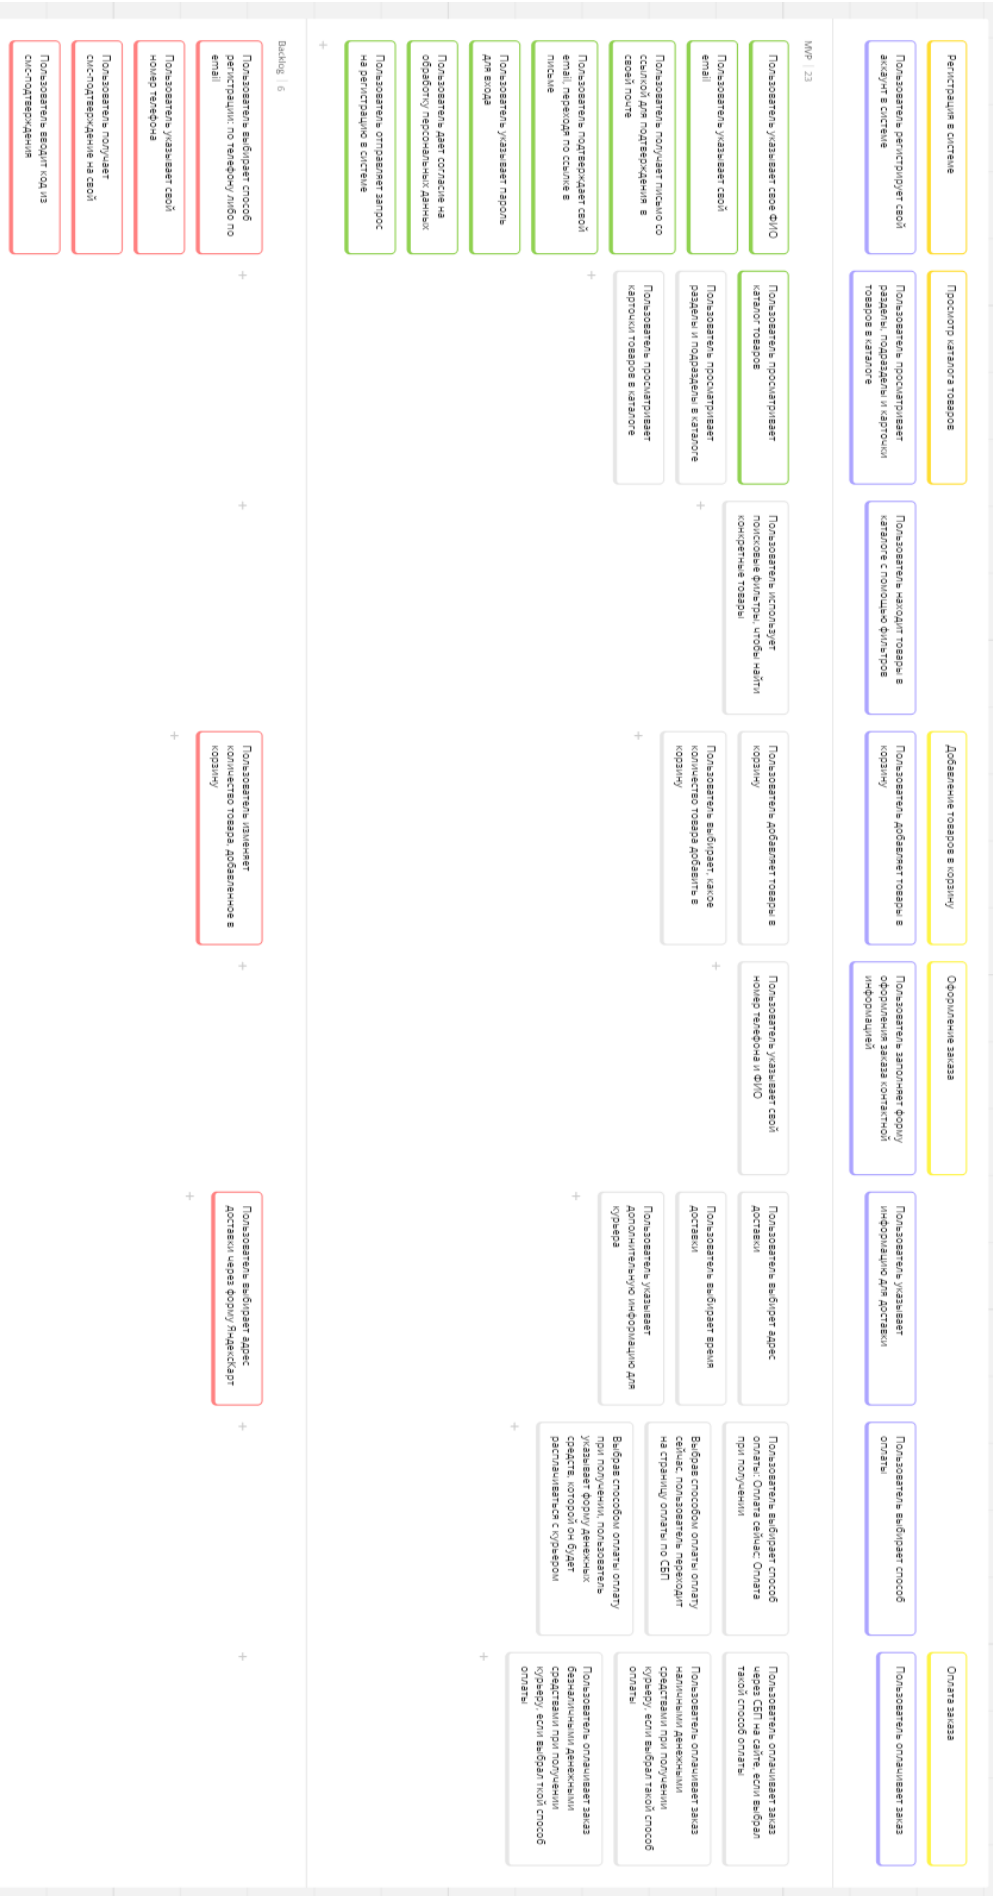 Регистрация в системе
Просмотр каталога товаров
Добавление товаров в корзину
Оформление заказа
Оплата заказа
Пользователь регистрирует свой
аккаунт в системе
Пользователь просматривает
разделы, подразделы и карточки
товаров в каталоге
Пользователь находит товары в
каталоге с помощью фильтров
Пользователь добавляет товары в
корзину
Пользователь заполняет форму
оформления заказа контактной
информацией
Пользователь указывает
информацию для доставки
Пользователь выбирает способ
оплаты
Пользователь оплачивает заказ
MVP | 23
Пользователь указывает свое ФИО
Пользователь указывает свой
email
Пользователь получает письмо со
ссылкой для подтверждения в
своей почте
Пользователь подтверждает свой
email, переходя по ссылке в
письме
Пользователь указывает пароль
для входа
Пользователь дает согласие на
обработку персональных данных
Пользователь отправляет запрос
на регистрацию в системе
Пользователь просматривает
каталог товаров
Пользователь просматривает
разделы и подразделы в каталоге
Пользователь просматривает
карточки товаров в каталоге
Пользователь использует
поисковые фильтры, чтобы найти
конкретные товары
Пользователь добавляет товары в
корзину
Пользователь выбирает, какое
количество товара добавить в
корзину
Пользователь указывает свой
номер телефона и ФИО
Пользователь выбирет адрес
доставки
Пользователь выбирает время
доставки
Пользователь указывает
дополнительную информацию для
курьера
Пользователь выбирает способ
оплаты: Оплата сейчас; Оплата
при получении
Выбрав способом оплаты оплату
сейчас, пользователь переходит
на страницу оплаты по СБП
Выбрав способом оплаты оплату
при получении, пользователь
указывает форму денежных
средств, которой он будет
расплачиваться с курьером
Пользователь оплачивает заказ
через СБП на сайте, если выбрал
такой способ оплаты
Пользователь оплачивает заказ
наличными денежными
средствами при получении
курьеру, если выбрал такой способ
оплаты
Пользователь оплачивает заказ
безналичными денежными
средствами при получении
курьеру, если выбрал ткой способ
оплаты
Backlog | 6
Пользователь выбирает способ
регистрации: по телефону либо по
email
Пользователь указывает свой
номер телефона
Пользователь получает
смс-подтверждение на свой
Пользователь вводит код из
смс-подтверждения
Пользователь изменяет
количество товара, добавленное в
корзину
Пользователь выбирает адрес
доставки через форму ЯндексКарт